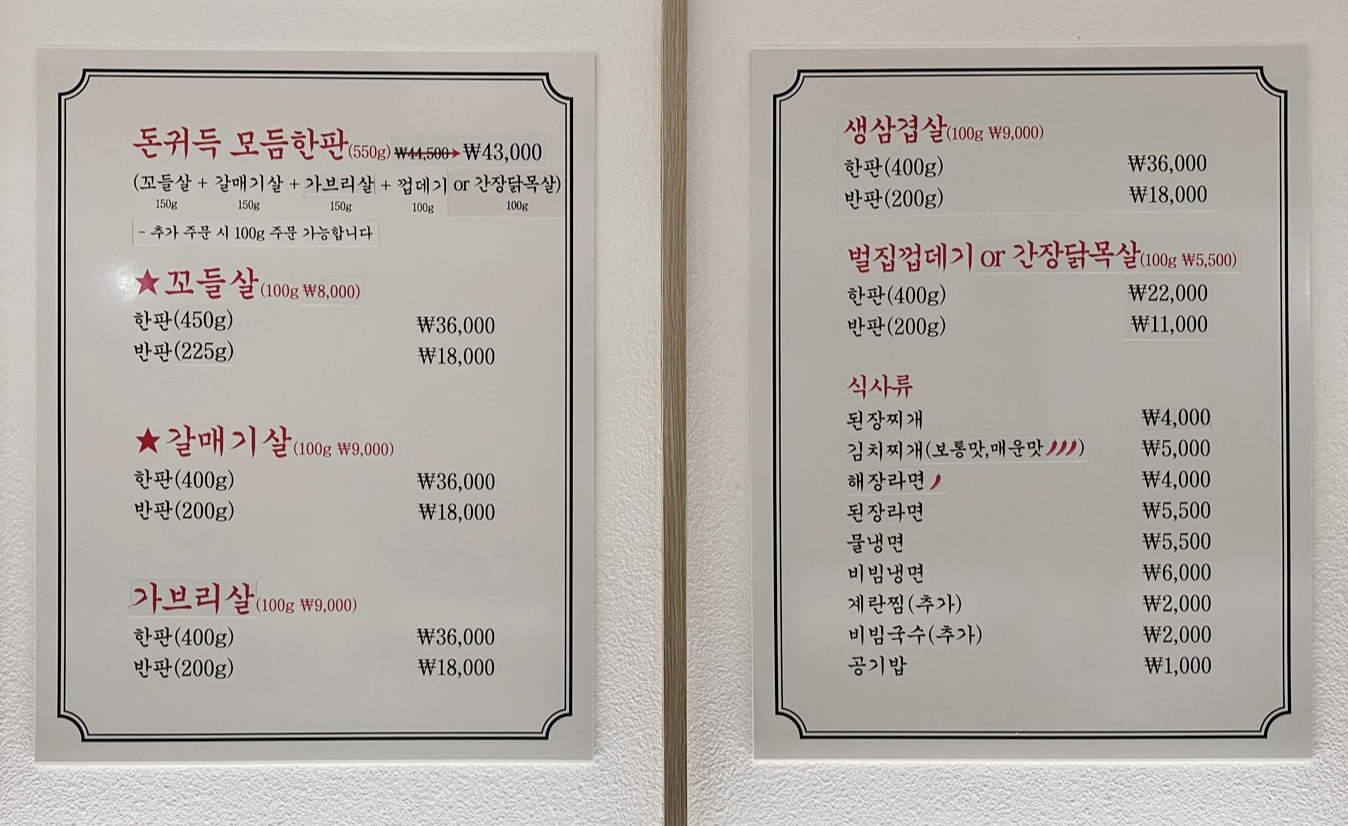 돈귀득 모듬한판(550g) ₩44,500→₩43,000
(꼬들살 + 갈매기살 + 가브리살 + 껍데기 or 간장닭목살)
150g 150g 150g 100g 100g
- 추가 주문 시 100g 주문 가능합니다
★꼬들살(100g ₩8,000)
한판(450g) ₩36,000
반판(225g) ₩18,000
★갈매기살(100g ₩9,000)
한판(400g) ₩36,000
반판(200g) ₩18,000
가브리살(100g ₩9,000)
한판(400g) ₩36,000
반판(200g) ₩18,000
생삼겹살(100g ₩9,000)
한판(400g) ₩36,000
반판(200g) ₩18,000
벌집껍데기 or 간장닭목살(100g ₩5,500)
한판(400g) ₩22,000
반판(200g) ₩11,000
식사류
된장찌개 ₩4,000
김치찌개(보통맛,매운맛) ₩5,000
해장라면 ₩4,000
된장라면 ₩5,500
물냉면 ₩5,500
비빔냉면 ₩6,000
계란찜(추가) ₩2,000
비빔국수(추가) ₩2,000
공기밥 ₩1,000